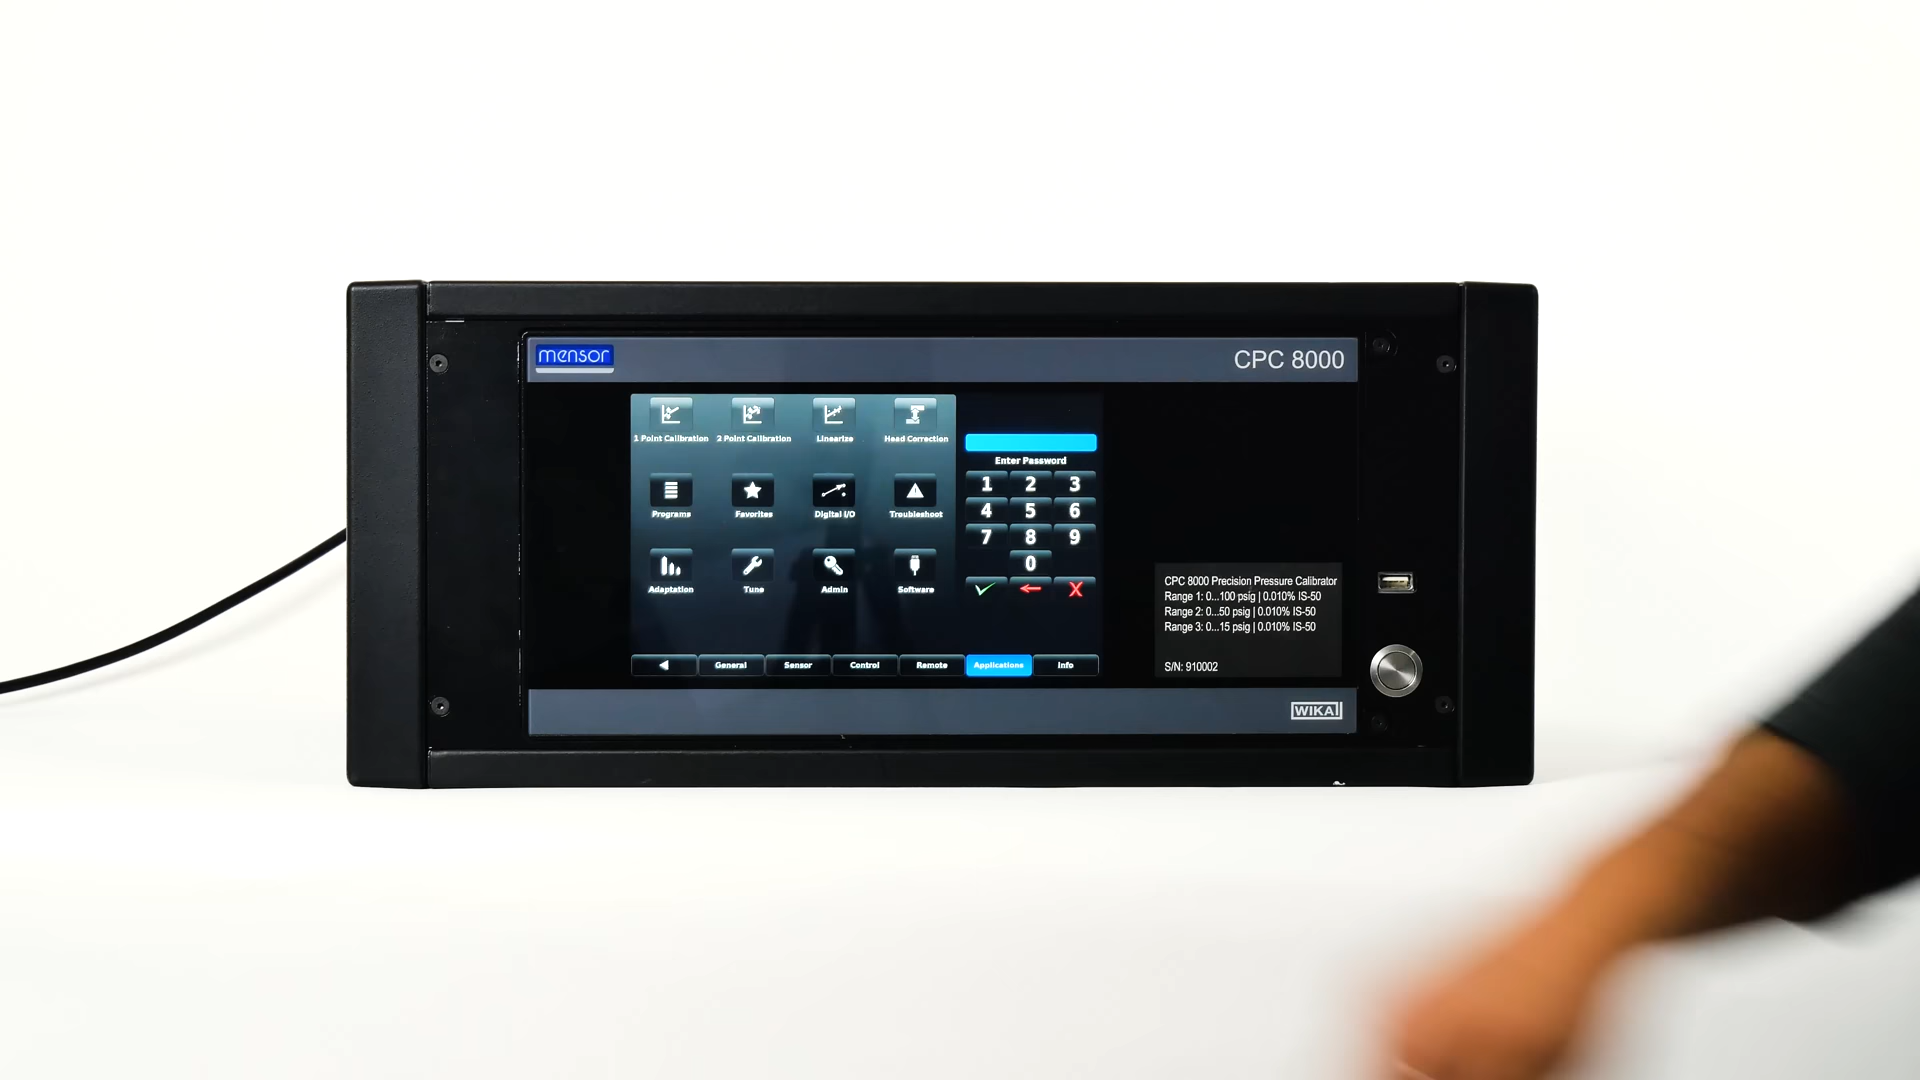 mensor
CPC 8000
1 Point Calibration
2 Point Calibration
Linearize
Head Correction
Programs
Favorites
Digital I/O
Troubleshoot
Adaptation
Tune
Admin
Software
Enter Password
1 2 3
4 5 6
7 8 9
0
X
General
Sensor
Control
Remote
Applications
Info
CPC 8000 Precision Pressure Calibrator
Range 1: 0...100 psig | 0.010% IS-50
Range 2: 0...50 psig | 0.010% IS-50
Range 3: 0...15 psig | 0.010% IS-50
S/N: 910002
WIKA